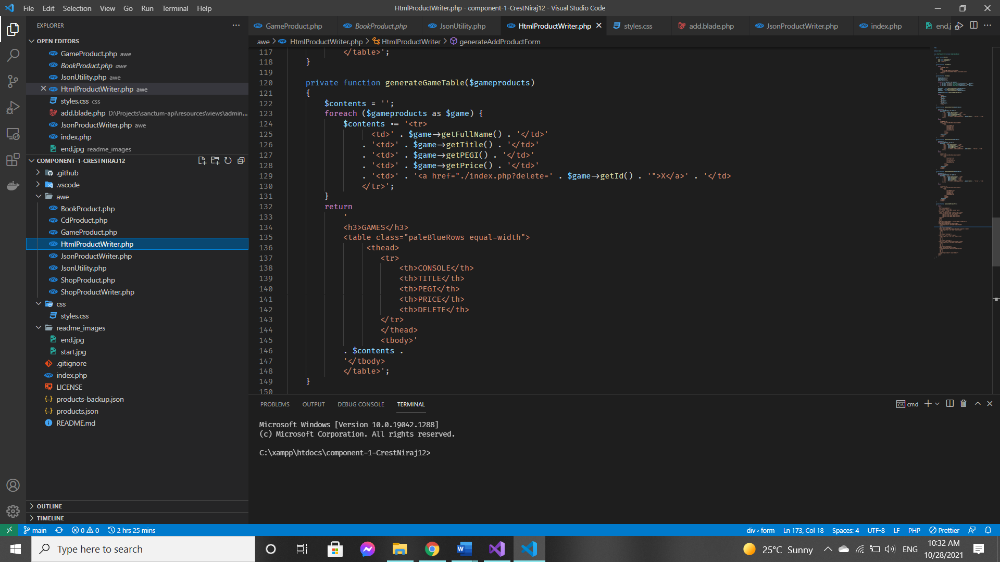 File Edit Selection View Go Run Terminal Help
HtmlProductWriter.php - component-1-CrestNiraj12 - Visual Studio Code
EXPLORER
OPEN EDITORS
GameProduct.php awe
BookProduct.php awe
JsonUtility.php awe
HtmlProductWriter.php awe
styles.css css
add.blade.php D:\Projects\sanctum-api\resources\views\admin...
JsonProductWriter.php awe
index.php
end.jpg readme_images
COMPONENT-1-CRESTNIRAJ12
.github
.vscode
awe
BookProduct.php
CdProduct.php
GameProduct.php
HtmlProductWriter.php
JsonProductWriter.php
JsonUtility.php
ShopProduct.php
ShopProductWriter.php
css
styles.css
readme_images
end.jpg
start.jpg
.gitignore
index.php
LICENSE
products-backup.json
products.json
README.md
OUTLINE
TIMELINE
GameProduct.php BookProduct.php JsonUtility.php HtmlProductWriter.php styles.css add.blade.php JsonProductWriter.php index.php end.j
awe > HtmlProductWriter.php > HtmlProductWriter > generateAddProductForm
117 </table>';
118 }
119
120 private function generateGameTable($gameproducts)
121 {
122 $contents = '';
123 foreach ($gameproducts as $game) {
124 $contents .= '<tr>
125 <td>' . $game->getFullName() . '</td>'
126 . '<td>' . $game->getTitle() . '</td>'
127 . '<td>' . $game->getPEGI() . '</td>'
128 . '<td>' . $game->getPrice() . '</td>'
129 . '<td>' . '<a href="./index.php?delete=' . $game->getId() . '">X</a>' . '</td>
130 </tr>';
131 }
132 return
133 '
134 <h3>GAMES</h3>
135 <table class="paleBlueRows equal-width">
136 <thead>
137 <tr>
138 <th>CONSOLE</th>
139 <th>TITLE</th>
140 <th>PEGI</th>
141 <th>PRICE</th>
142 <th>DELETE</th>
143 </tr>
144 </thead>
145 <tbody>'
146 . $contents .
147 '</tbody>
148 </table>';
149 }
150
PROBLEMS OUTPUT DEBUG CONSOLE TERMINAL
cmd
Microsoft Windows [Version 10.0.19042.1288]
(c) Microsoft Corporation. All rights reserved.
C:\xampp\htdocs\component-1-CrestNiraj12>
main 0 0 2 hrs 25 mins
div > form Ln 173, Col 18 Spaces: 4 UTF-8 LF PHP Prettier
Type here to search
25°C Sunny ENG
10:32 AM
10/28/2021